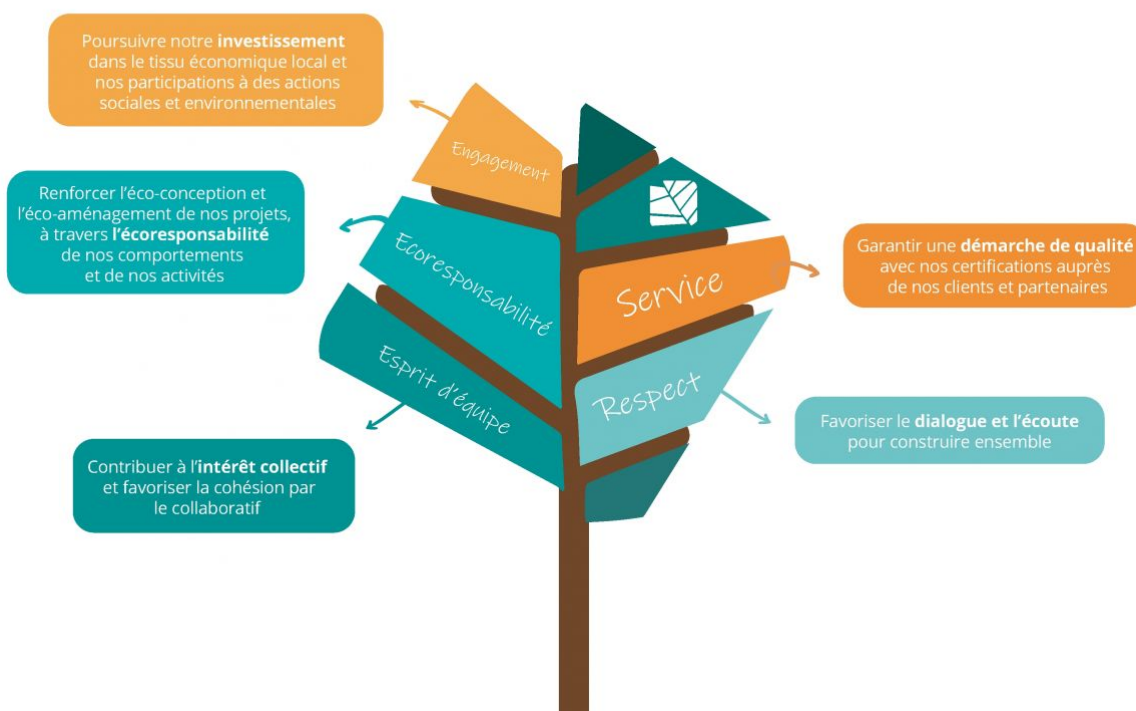 Poursuivre notre investissement
dans le tissu économique local et
nos participations à des actions
sociales et environnementales
Engagement
Renforcer l'éco-conception et
l'éco-aménagement de nos projets,
à travers l'écoresponsabilité
de nos comportements
et de nos activités
Ecoresponsabilité
Service
Garantir une démarche de qualité
avec nos certifications auprès
de nos clients et partenaires
Esprit d'équipe
Respect
Favoriser le dialogue et l'écoute
pour construire ensemble
Contribuer à l'intérêt collectif
et favoriser la cohésion par
le collaboratif